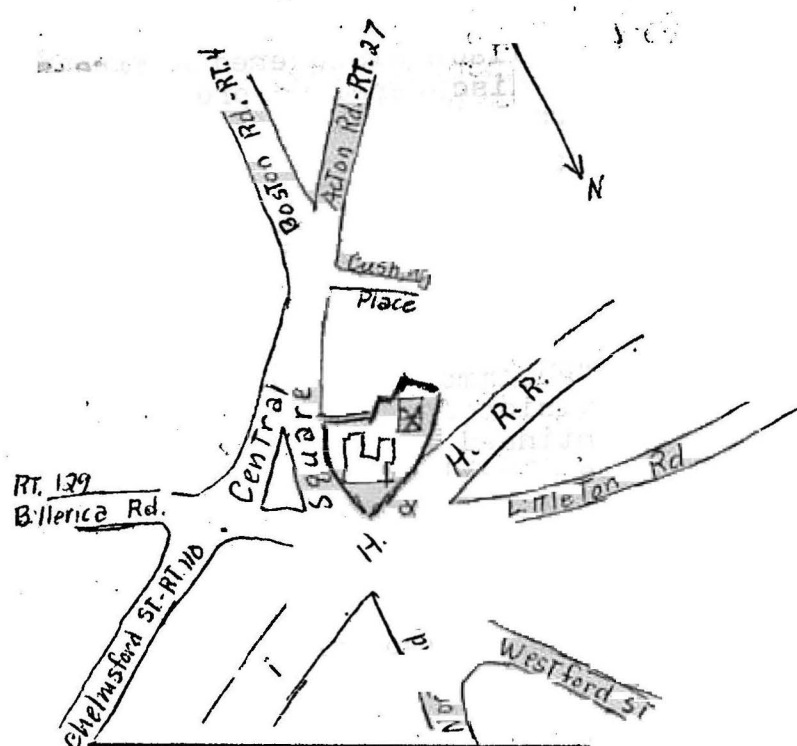 Boston Rd.-RT.4
Acton Rd.-RT.27
N
Cushing
Place
Central
Square
H. R.R.
Littleton Rd
RT. 129
Billerica Rd.
H.
Chelmsford ST.-RT.110
i
Westford ST